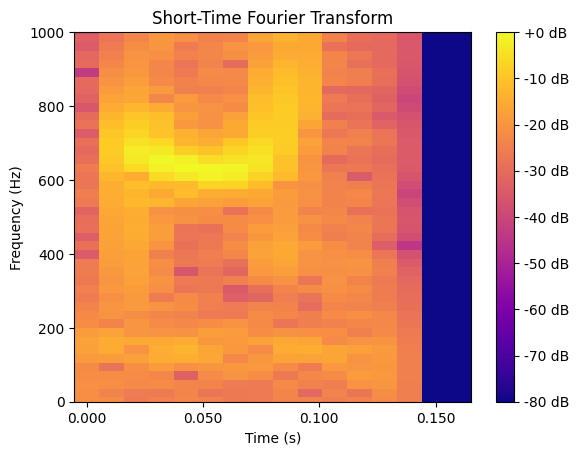 Short-Time Fourier Transform
1000
800
600
400
200
0
Frequency (Hz)
0.000
0.050
0.100
0.150
Time (s)
+0 dB
-10 dB
-20 dB
-30 dB
-40 dB
-50 dB
-60 dB
-70 dB
-80 dB